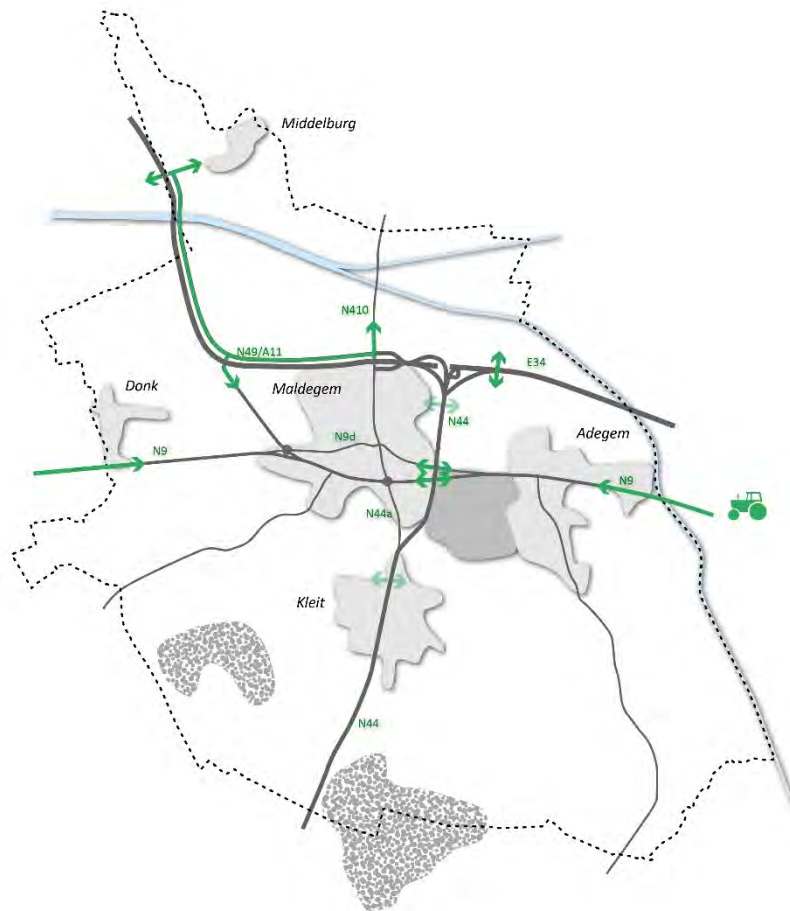 Middelburg
N410
N49/A11
E34
Donk
Maldegem
N44
Adegem
N9d
N9
N9
N44a
Kleit
N44